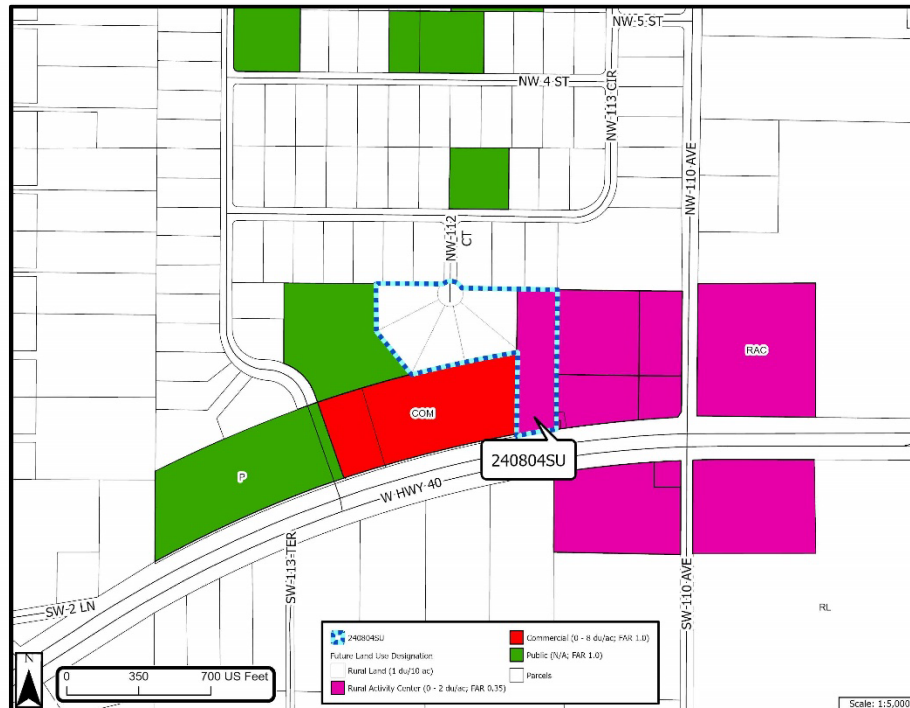 NW 5 ST
NW 4 ST
NW 113 CIR
NW 110 AVE
NW 112
CT
RAC
COM
240804SU
P
W HWY 40
SW 113 TER
SW 110 AVE
SW 2 LN
RL
N
0 350 700 US Feet
240804SU
Future Land Use Designation
Rural Land (1 du/10 ac)
Rural Activity Center (0 - 2 du/ac; FAR 0.35)
Commercial (0 - 8 du/ac; FAR 1.0)
Public (N/A; FAR 1.0)
Parcels
Scale: 1:5,000